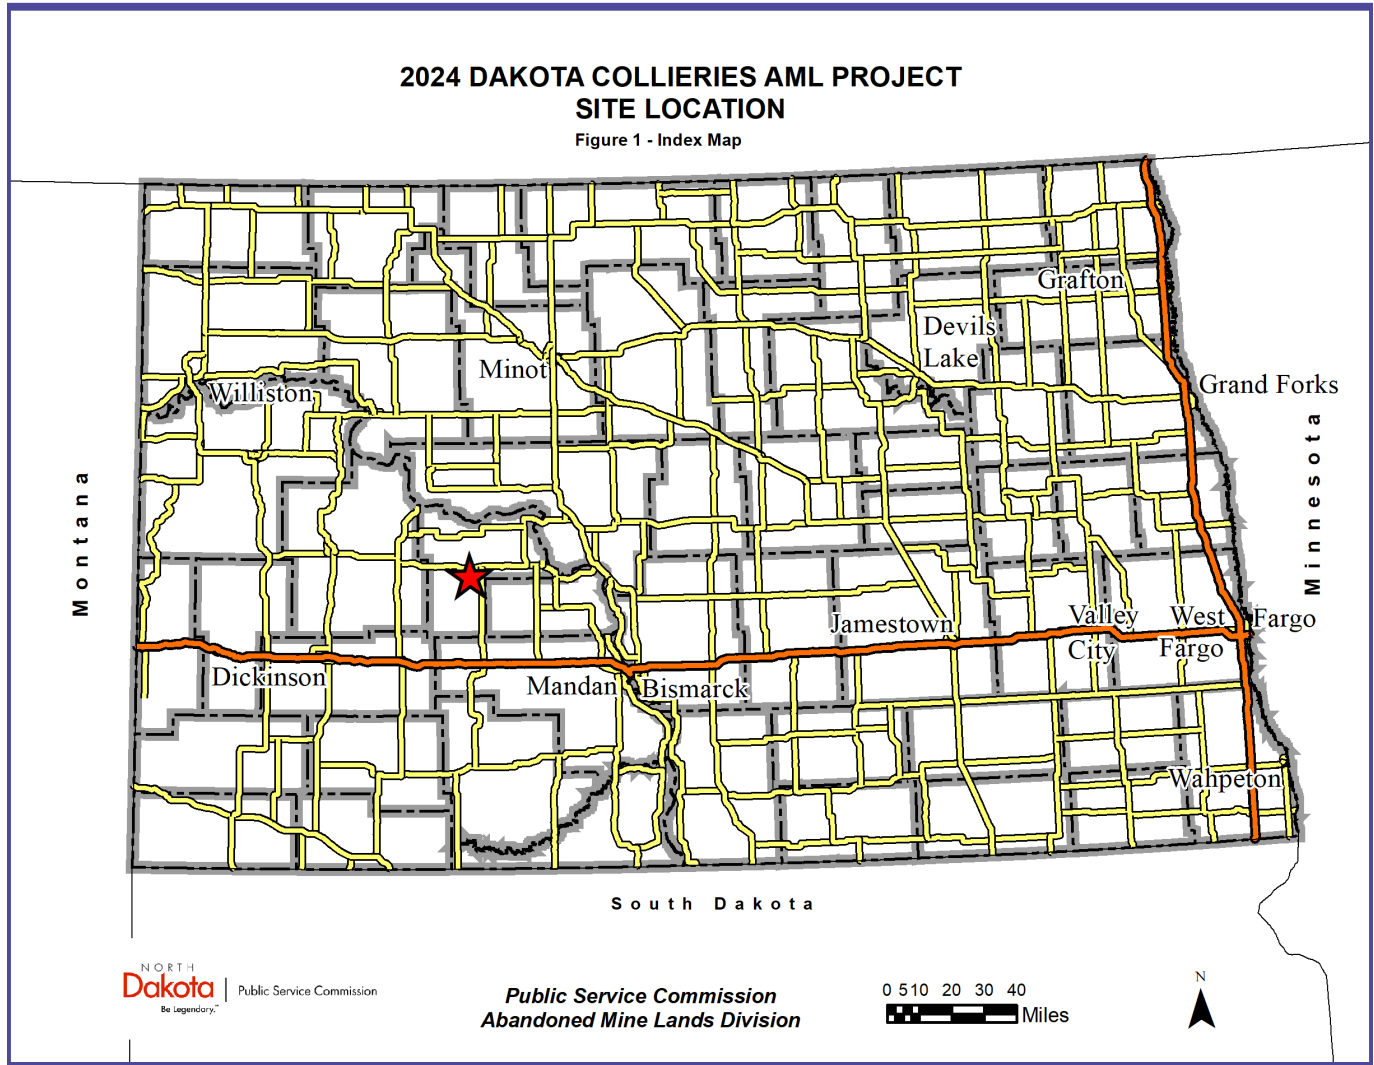 2024 DAKOTA COLLIERIES AML PROJECT
SITE LOCATION
Figure 1 - Index Map
Grafton
Devils
Lake
Minot
Williston
Grand Forks
Montana
Minnesota
Jamestown
Valley
City
West
Fargo
Fargo
Dickinson
Mandan
Bismarck
Wahpeton
South Dakota
NORTH
Dakota
Be Legendary.™
Public Service Commission
Public Service Commission
Abandoned Mine Lands Division
0 5 10 20 30 40
Miles
N